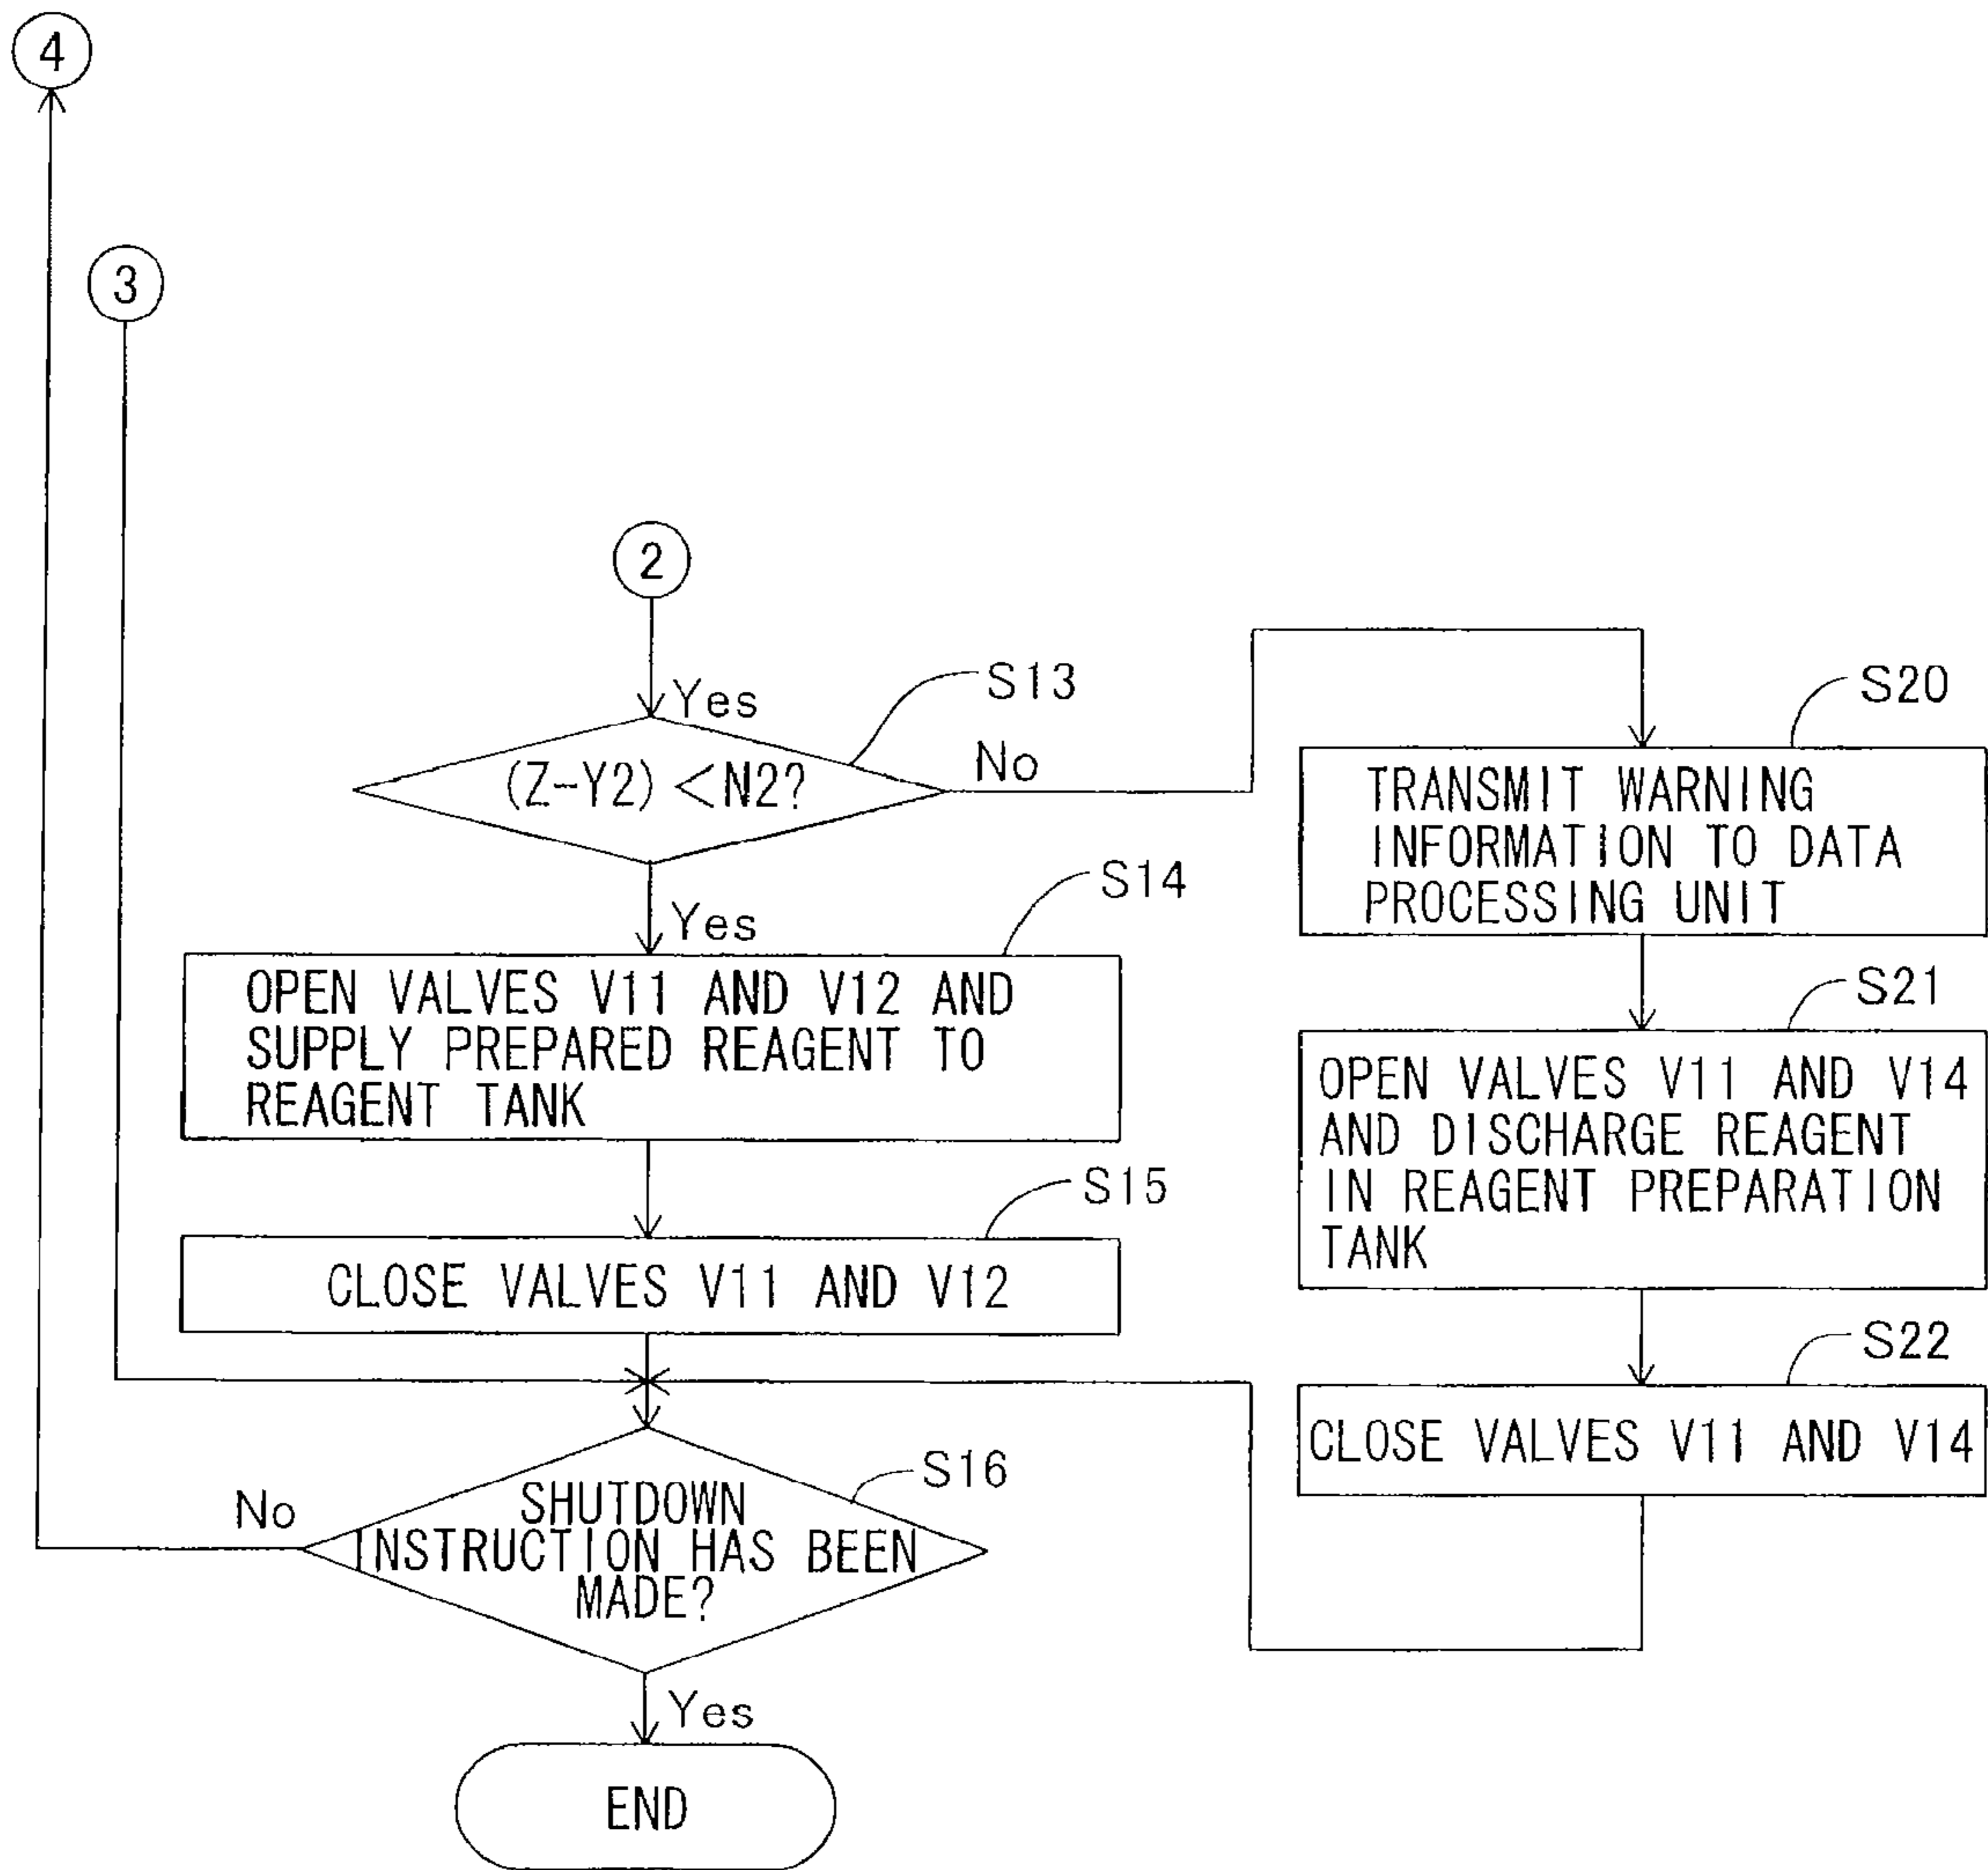 4
3
2
Yes
S13
(Z-Y2) <N2?
No
Yes
S14
OPEN VALVES V11 AND V12 AND
SUPPLY PREPARED REAGENT TO
REAGENT TANK
S15
CLOSE VALVES V11 AND V12
S16
No
SHUTDOWN
INSTRUCTION HAS BEEN
MADE?
Yes
END
S20
TRANSMIT WARNING
INFORMATION TO DATA
PROCESSING UNIT
S21
OPEN VALVES V11 AND V14
AND DISCHARGE REAGENT
IN REAGENT PREPARATION
TANK
S22
CLOSE VALVES V11 AND V14